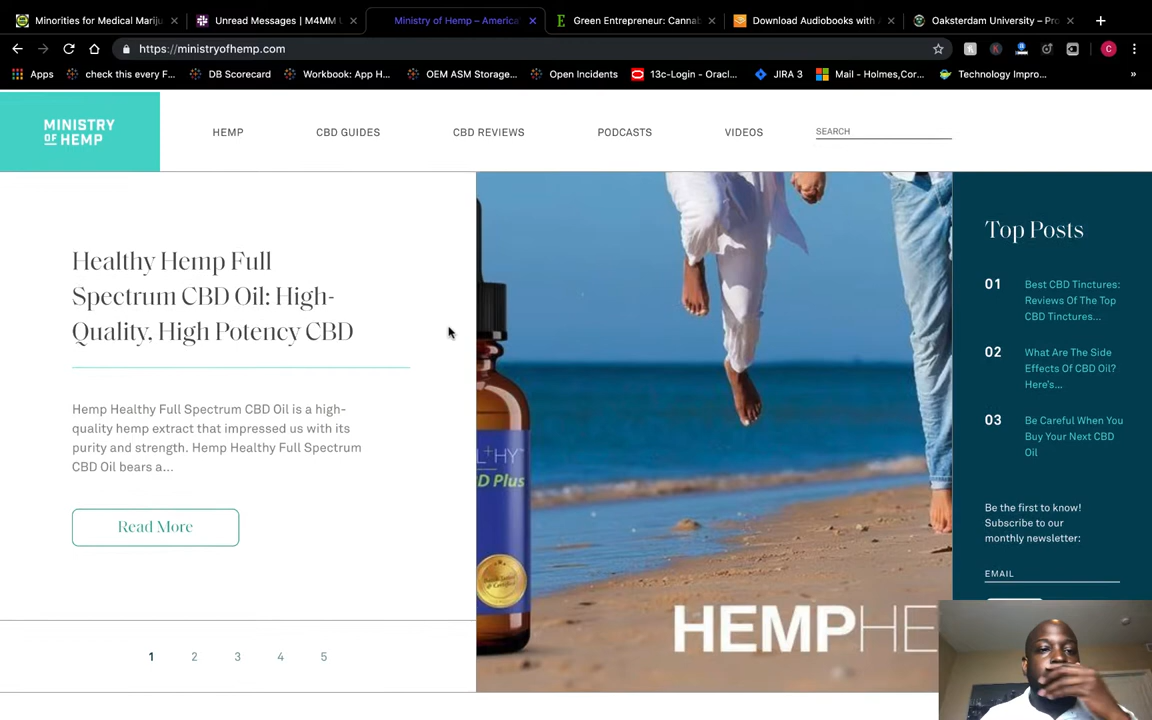 Minorities for Medical Mariju
Unread Messages | M4MM
Ministry of Hemp – America'
Green Entrepreneur: Cannab
Download Audiobooks with
Oaksterdam University – Pro
https://ministryofhemp.com
Apps
check this every F...
DB Scorecard
Workbook: App H...
OEM ASM Storage...
Open Incidents
13c-Login - Oracl...
JIRA 3
Mail - Holmes,Cor...
Technology Impro...
MINISTRY
OF HEMP
HEMP
CBD GUIDES
CBD REVIEWS
PODCASTS
VIDEOS
SEARCH
Healthy Hemp Full
Spectrum CBD Oil: High-
Quality, High Potency CBD
Hemp Healthy Full Spectrum CBD Oil is a high-
quality hemp extract that impressed us with its
purity and strength. Hemp Healthy Full Spectrum
CBD Oil bears a...
Read More
1 2 3 4 5
L+HY™
D Plus
HEMPHE
Top Posts
01
Best CBD Tinctures:
Reviews Of The Top
CBD Tinctures...
02
What Are The Side
Effects Of CBD Oil?
Here's...
03
Be Careful When You
Buy Your Next CBD
Oil
Be the first to know!
Subscribe to our
monthly newsletter:
EMAIL